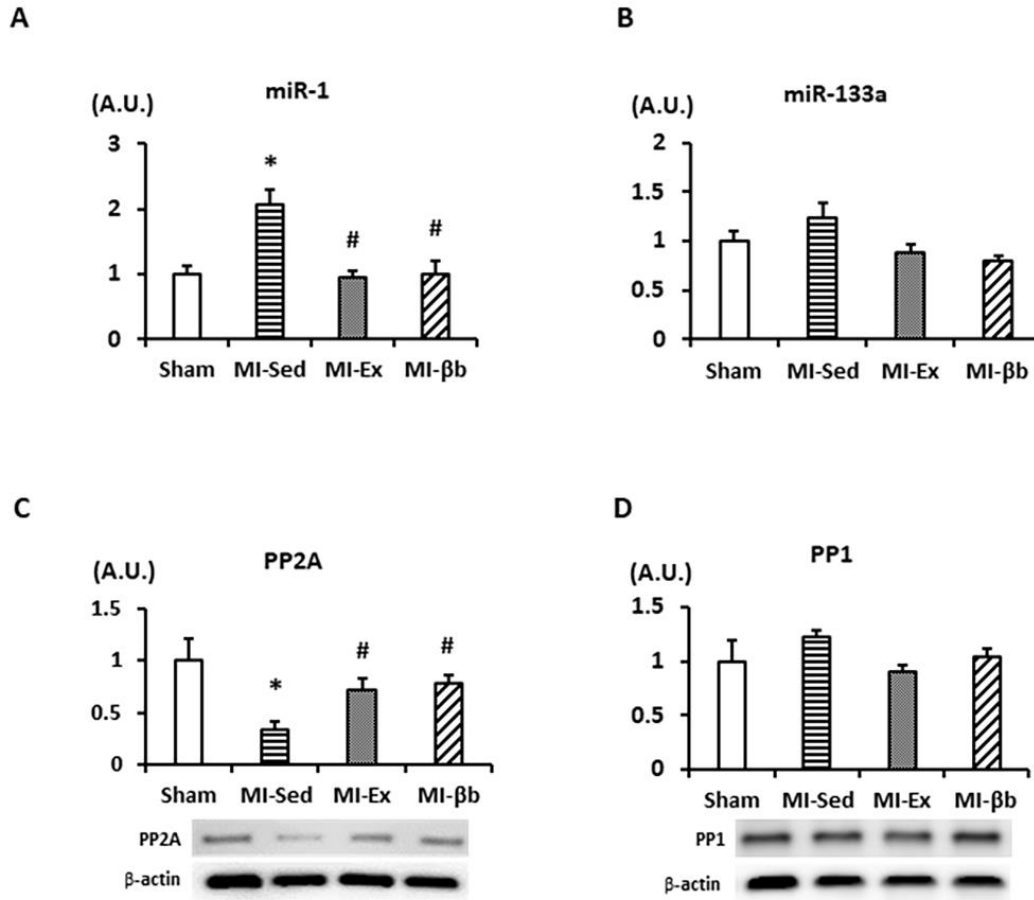 A
miR-1
(A.U.)
3
2
1
0
*
#
#
Sham MI-Sed MI-Ex MI-βb
B
miR-133a
(A.U.)
2
1.5
1
0.5
0
Sham MI-Sed MI-Ex MI-βb
C
PP2A
(A.U.)
1.5
1
0.5
0
*
#
#
Sham MI-Sed MI-Ex MI-βb
PP2A
β-actin
D
PP1
(A.U.)
1.5
1
0.5
0
Sham MI-Sed MI-Ex MI-βb
PP1
β-actin